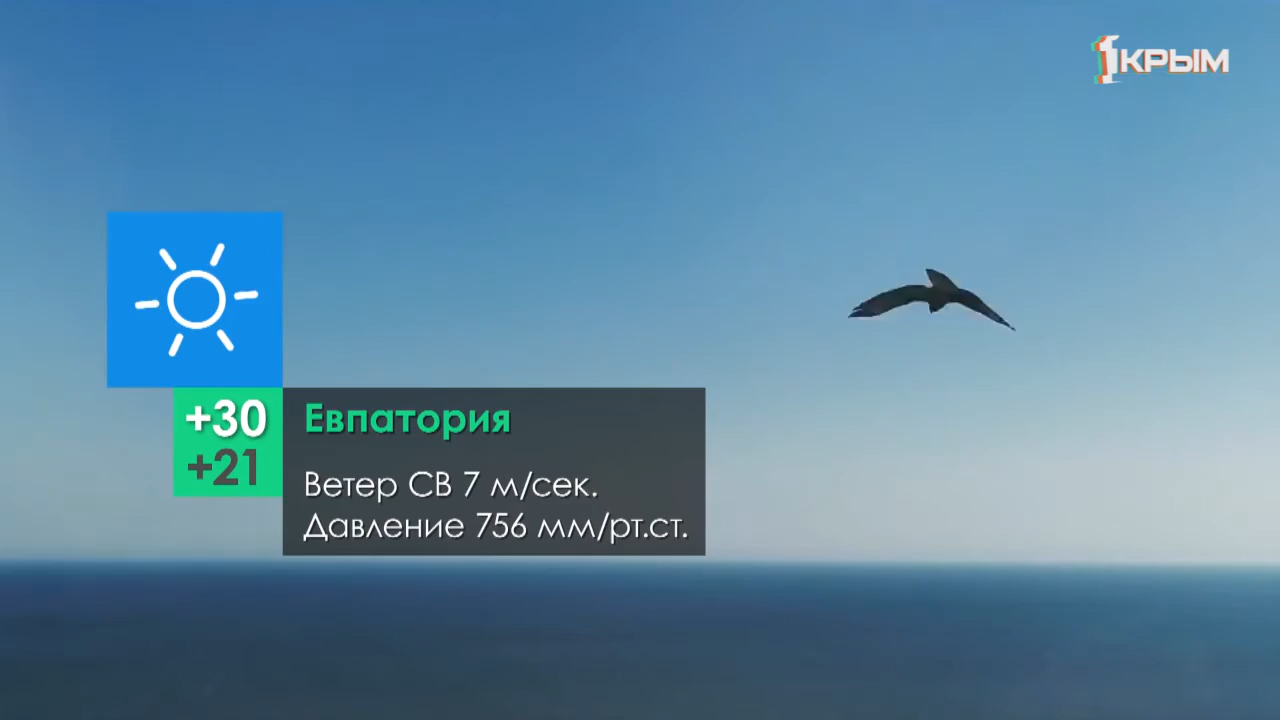 1КРЫМ
+30
+21
Евпатория
Ветер СВ 7 м/сек.
Давление 756 мм/рт.ст.